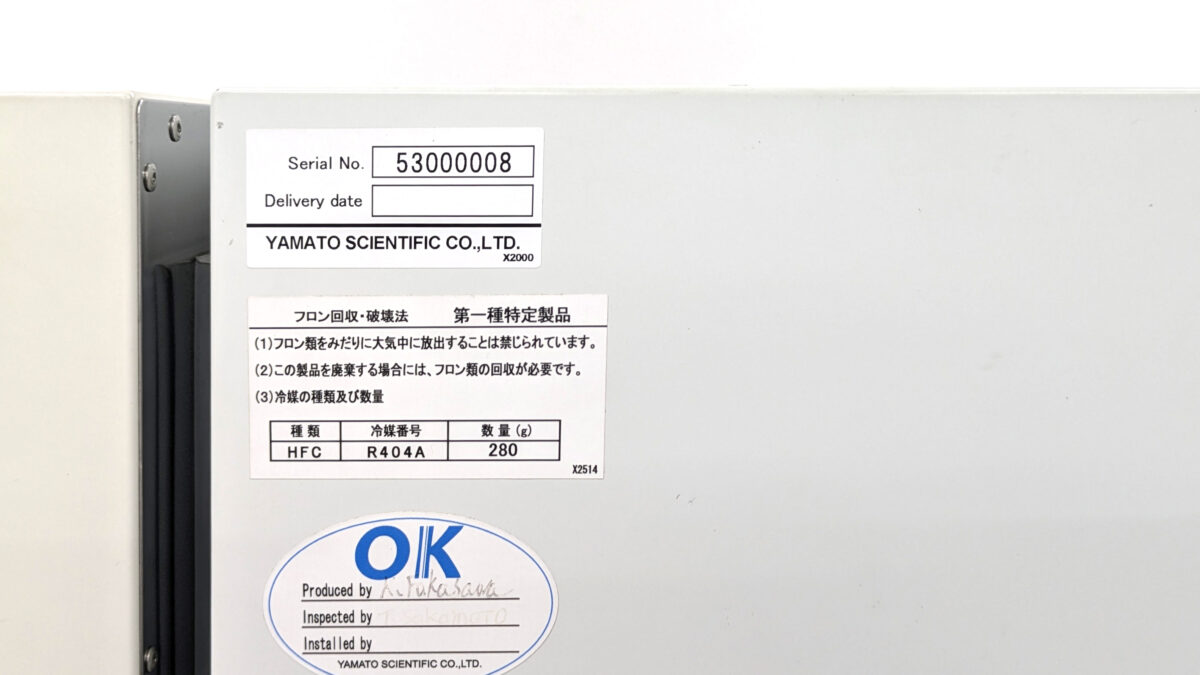 Serial No. 53000008
Delivery date
YAMATO SCIENTIFIC CO.,LTD.
X2000
フロン回収・破壊法 第一種特定製品
(1)フロン類をみだりに大気中に放出することは禁じられています。
(2)この製品を廃棄する場合には、フロン類の回収が必要です。
(3)冷媒の種類及び数量
種類 冷媒番号 数量(g)
HFC R404A 280
X2514
OK
Produced by
Inspected by T. Sakamoto
Installed by
YAMATO SCIENTIFIC CO.,LTD.